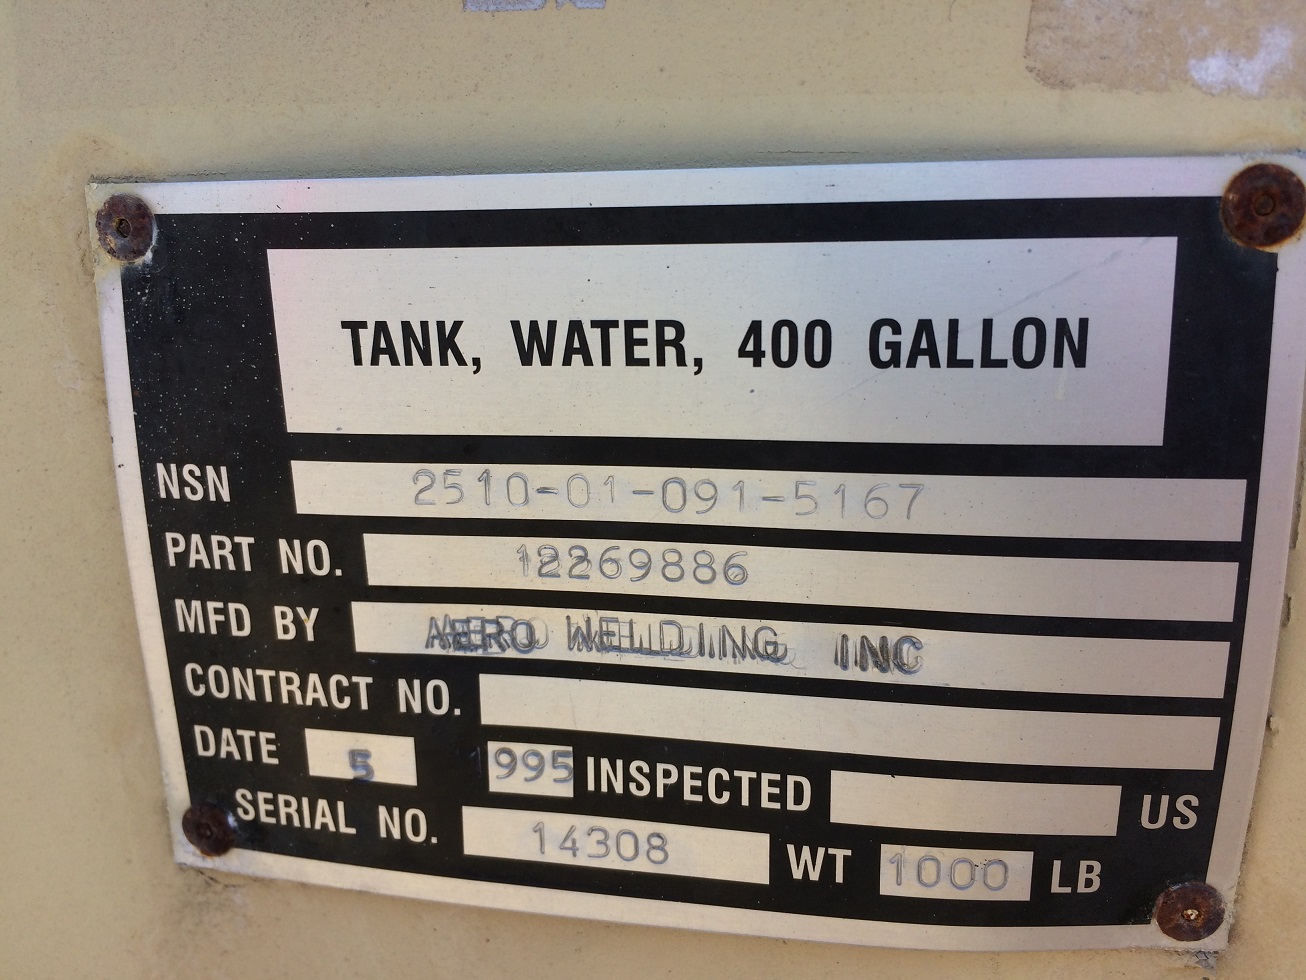 TANK, WATER, 400 GALLON
NSN 2510-01-091-5167
PART NO. 12269886
MFD BY AERO WELDING INC
CONTRACT NO.
DATE 5 1995 INSPECTED US
SERIAL NO. 14308 WT 1000 LB